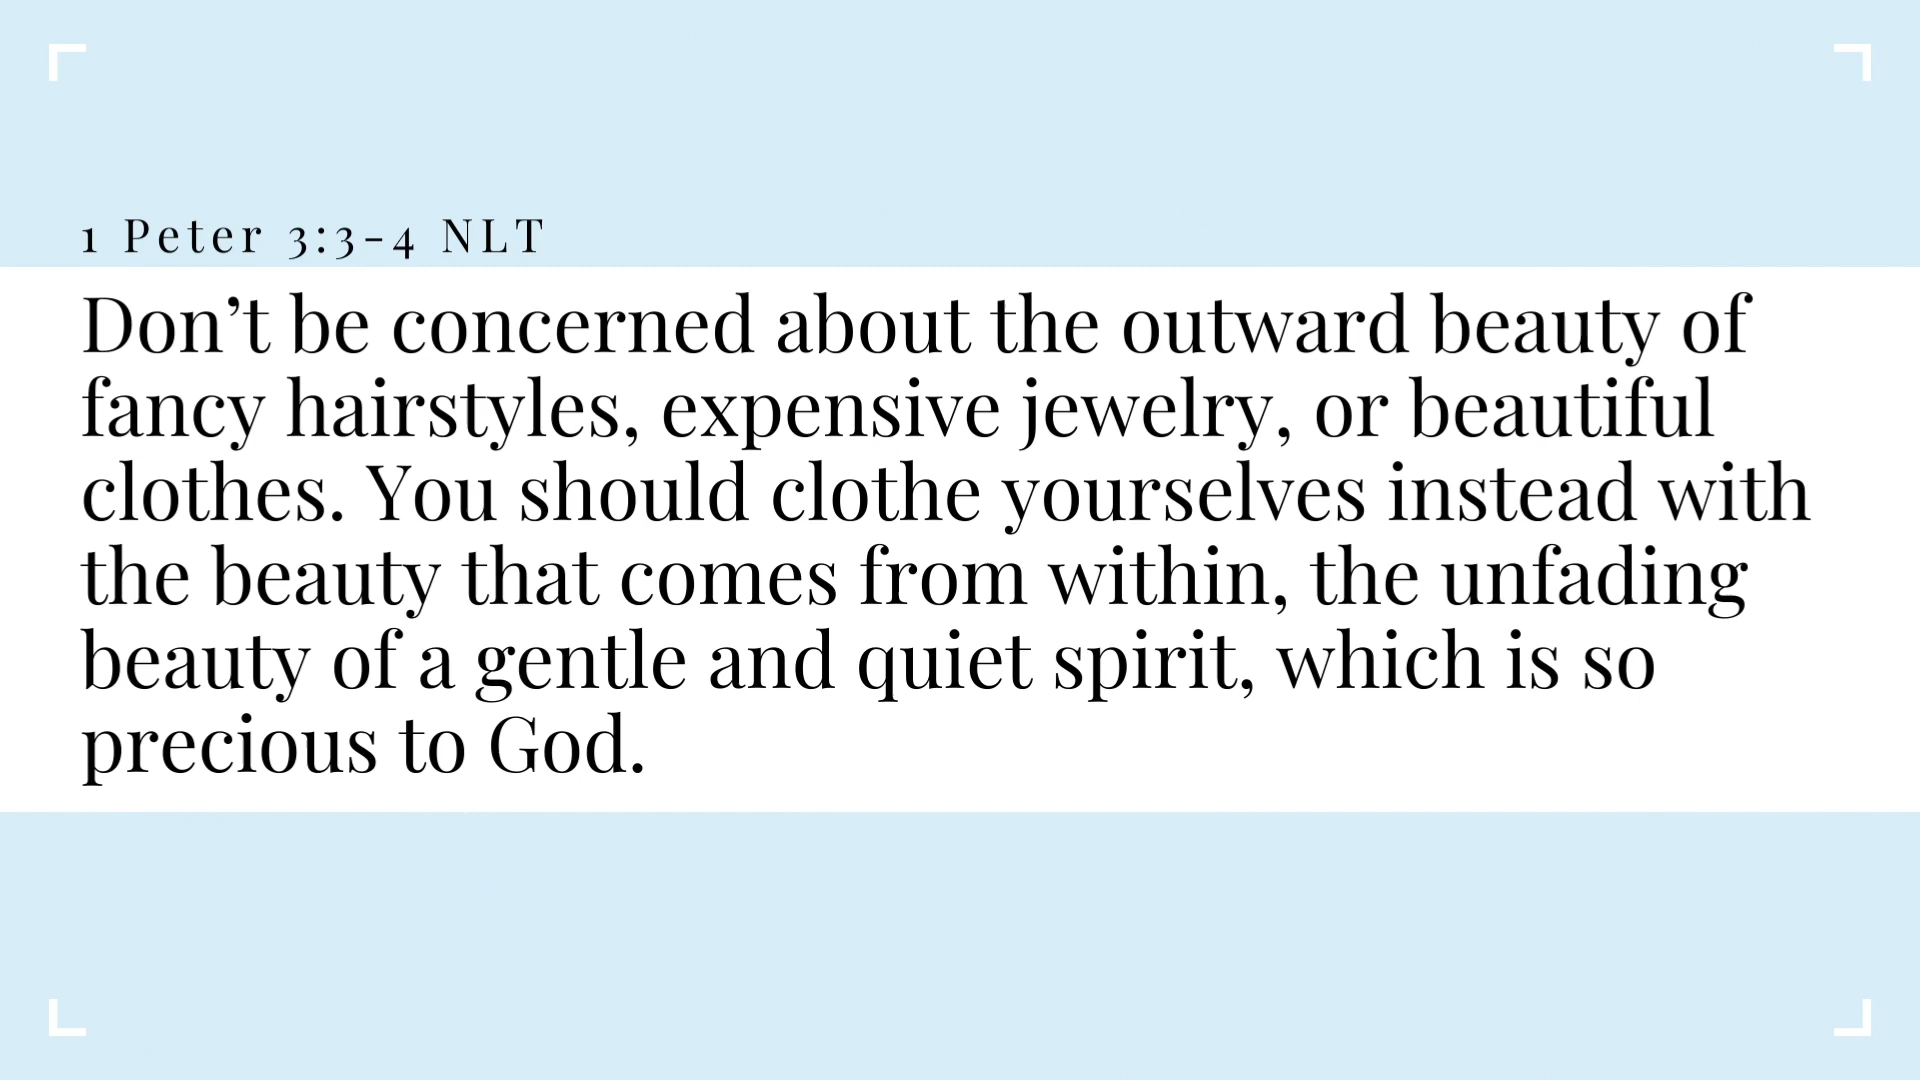 1 Peter 3:3-4 NLT
Don’t be concerned about the outward beauty of
fancy hairstyles, expensive jewelry, or beautiful
clothes. You should clothe yourselves instead with
the beauty that comes from within, the unfading
beauty of a gentle and quiet spirit, which is so
precious to God.